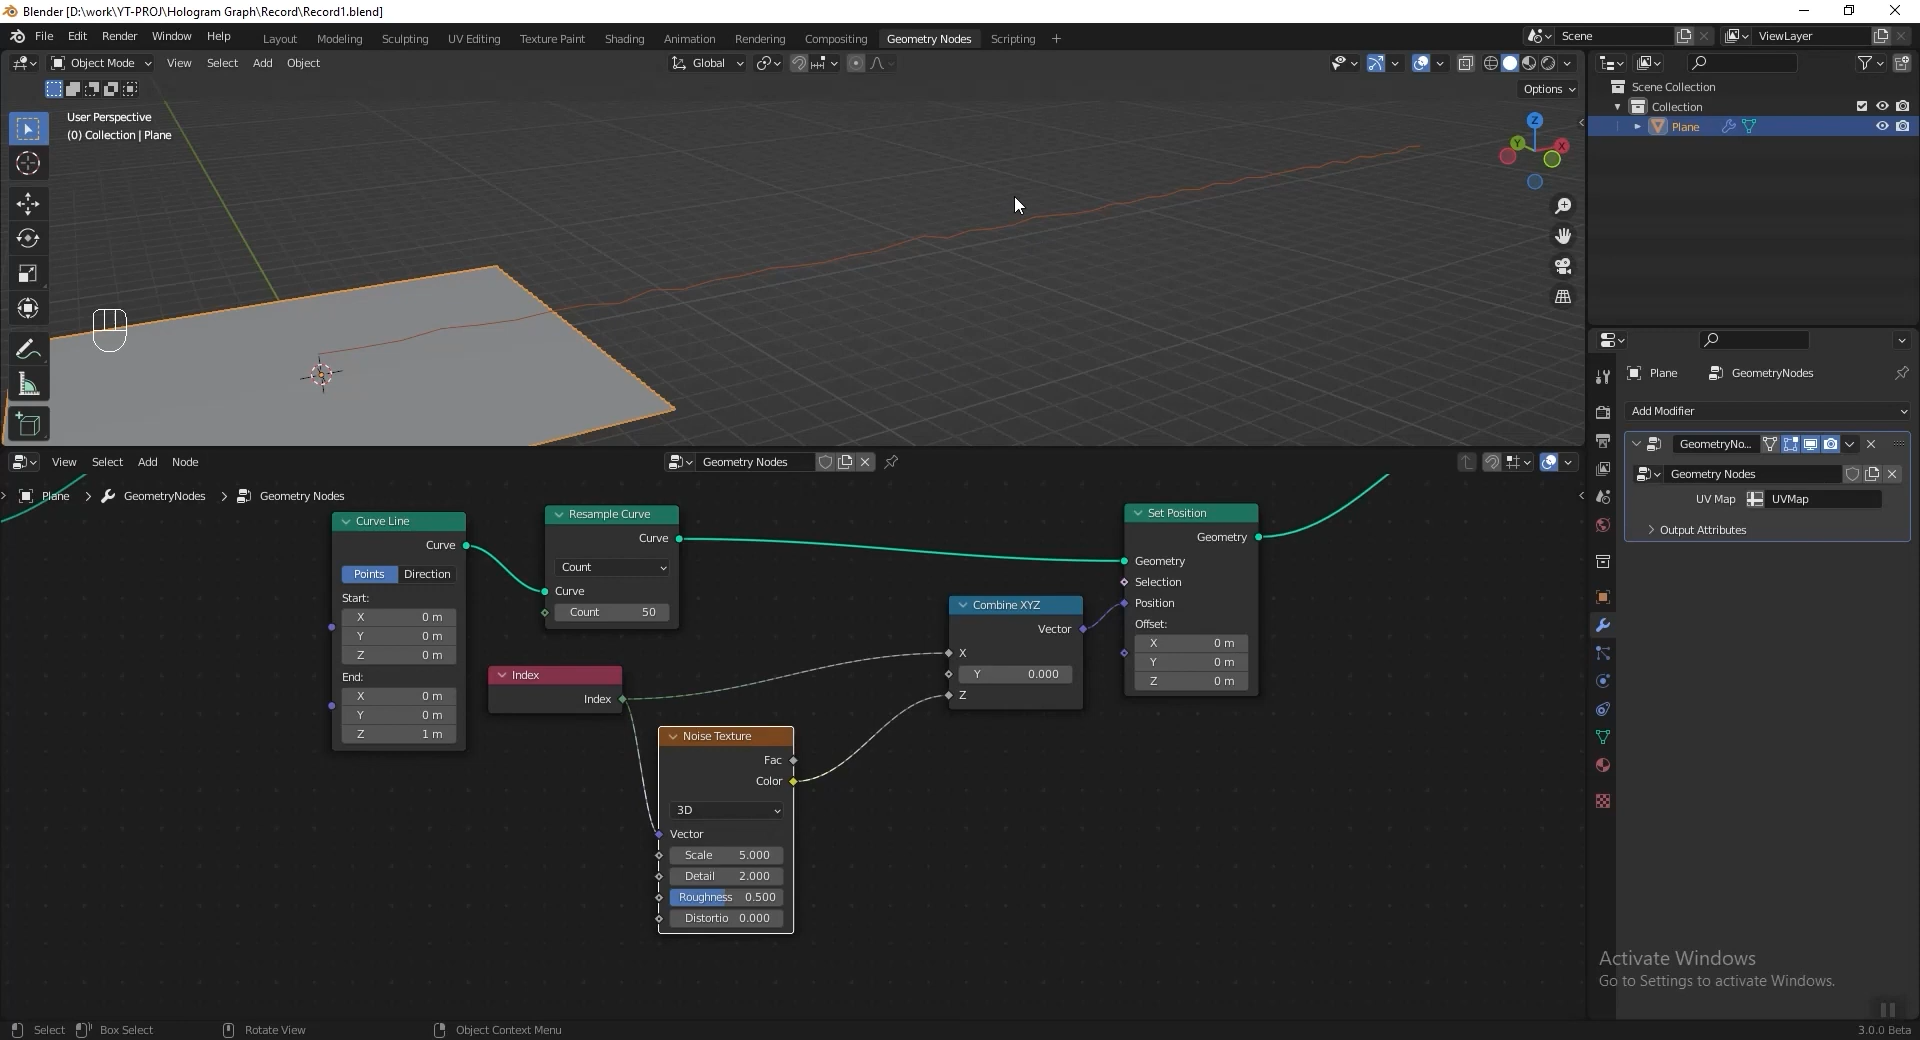 Blender [D:\work\YT-PROJ\Hologram Graph\Record\Record1.blend]
File Edit Render Window Help Layout Modeling Sculpting UV Editing Texture Paint Shading Animation Rendering Compositing Geometry Nodes Scripting + Scene ViewLayer
Object Mode View Select Add Object Global
Options
User Perspective
(0) Collection | Plane
Z
Y X
Scene Collection
Collection
Plane
Plane GeometryNodes
Add Modifier
GeometryNo...
Geometry Nodes
UV Map UVMap
Output Attributes
View Select Add Node Geometry Nodes
Plane GeometryNodes Geometry Nodes
Curve Line
Curve
Points Direction
Start:
X 0 m
Y 0 m
Z 0 m
End:
X 0 m
Y 0 m
Z 1 m
Resample Curve
Curve
Count
Curve
Count 50
Index
Index
Noise Texture
Fac
Color
3D
Vector
Scale 5.000
Detail 2.000
Roughness 0.500
Distortio 0.000
Combine XYZ
Vector
X
Y 0.000
Z
Set Position
Geometry
Geometry
Selection
Position
Offset:
X 0 m
Y 0 m
Z 0 m
Activate Windows
Go to Settings to activate Windows.
Select Box Select Rotate View Object Context Menu 3.0.0 Beta